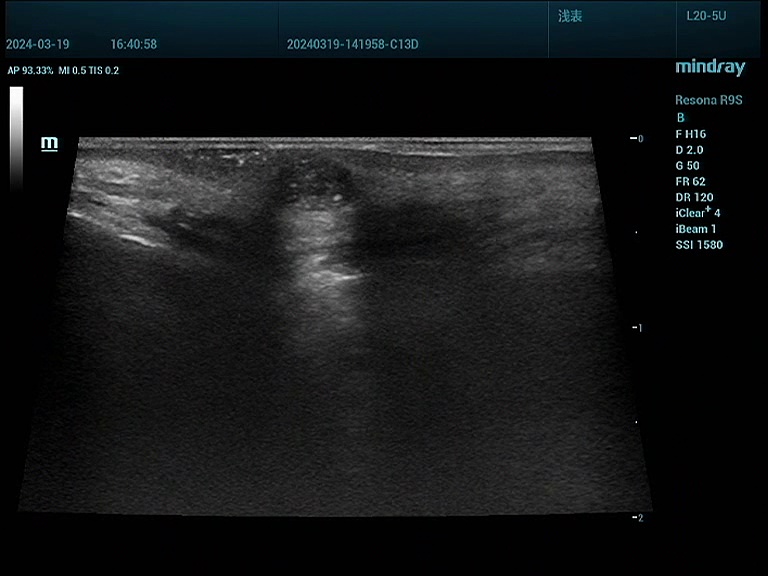 浅表
L20-5U
2024-03-19 16:40:58 20240319-141958-C13D
AP 93.33% MI 0.5 TIS 0.2
mindray
m
Resona R9S
B
F H16
D 2.0
G 50
FR 62
DR 120
iClear+ 4
iBeam 1
SSI 1580
0
1
2